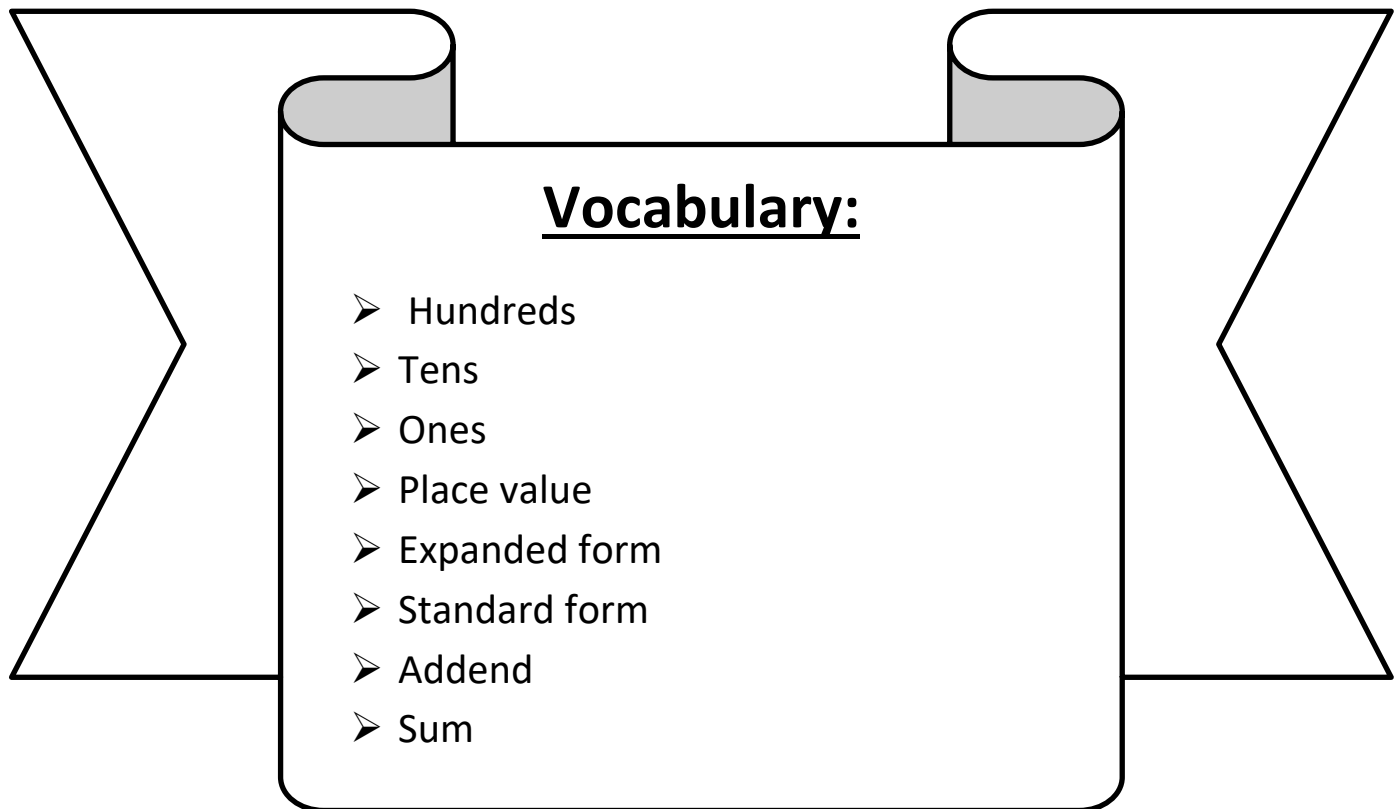 Vocabulary:
➢ Hundreds
➢ Tens
➢ Ones
➢ Place value
➢ Expanded form
➢ Standard form
➢ Addend
➢ Sum